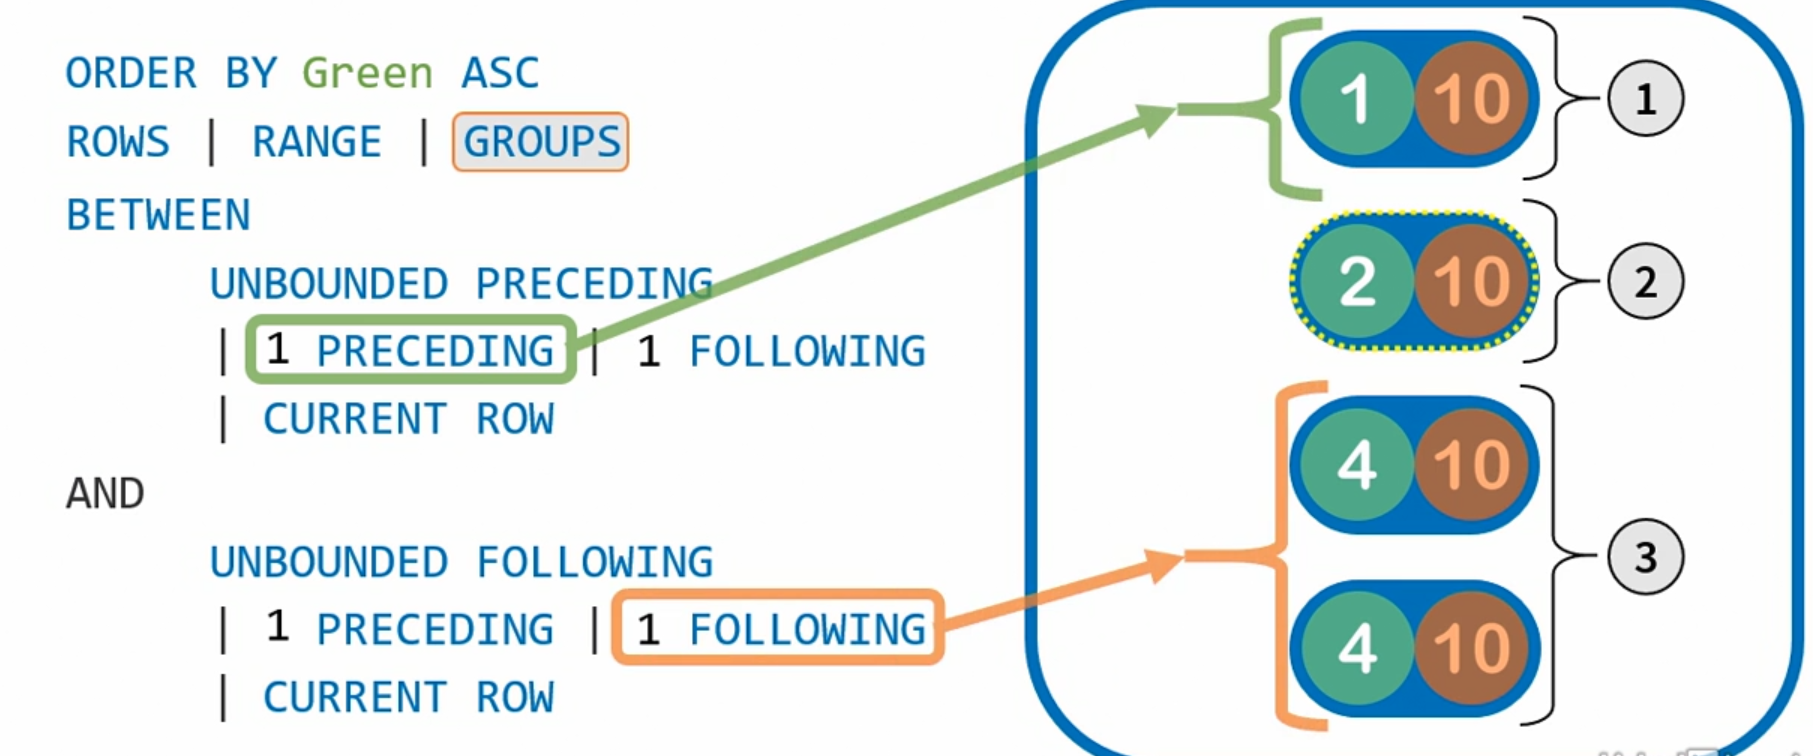 ORDER BY Green ASC
ROWS | RANGE | GROUPS
BETWEEN
UNBOUNDED PRECEDING
| 1 PRECEDING | 1 FOLLOWING
| CURRENT ROW
AND
UNBOUNDED FOLLOWING
| 1 PRECEDING | 1 FOLLOWING
| CURRENT ROW
1 10 1
2 10 2
4 10
3
4 10